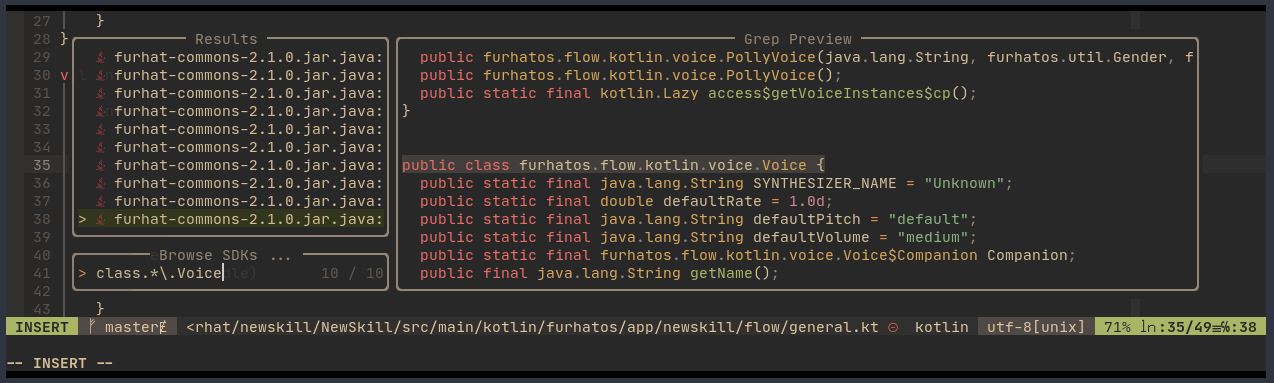 27 }
28 }
29
30 v
31
32
33
34
35
36
37
38
39
40
41
42
43 }
Results
furhat-commons-2.1.0.jar.java:
furhat-commons-2.1.0.jar.java:
furhat-commons-2.1.0.jar.java:
furhat-commons-2.1.0.jar.java:
furhat-commons-2.1.0.jar.java:
furhat-commons-2.1.0.jar.java:
furhat-commons-2.1.0.jar.java:
furhat-commons-2.1.0.jar.java:
furhat-commons-2.1.0.jar.java:
> furhat-commons-2.1.0.jar.java:
Browse SDKs ...
> class.*\.Voice 10 / 10
Grep Preview
public furhatos.flow.kotlin.voice.PollyVoice(java.lang.String, furhatos.util.Gender, f
public furhatos.flow.kotlin.voice.PollyVoice();
public static final kotlin.Lazy access$getVoiceInstances$cp();
}
public class furhatos.flow.kotlin.voice.Voice {
public static final java.lang.String SYNTHESIZER_NAME = "Unknown";
public static final double defaultRate = 1.0d;
public static final java.lang.String defaultPitch = "default";
public static final java.lang.String defaultVolume = "medium";
public static final furhatos.flow.kotlin.voice.Voice$Companion Companion;
public final java.lang.String getName();
INSERT master <rhat/newskill/NewSkill/src/main/kotlin/furhatos/app/newskill/flow/general.kt kotlin utf-8[unix] 71% ln:35/49≡℅:38
-- INSERT --